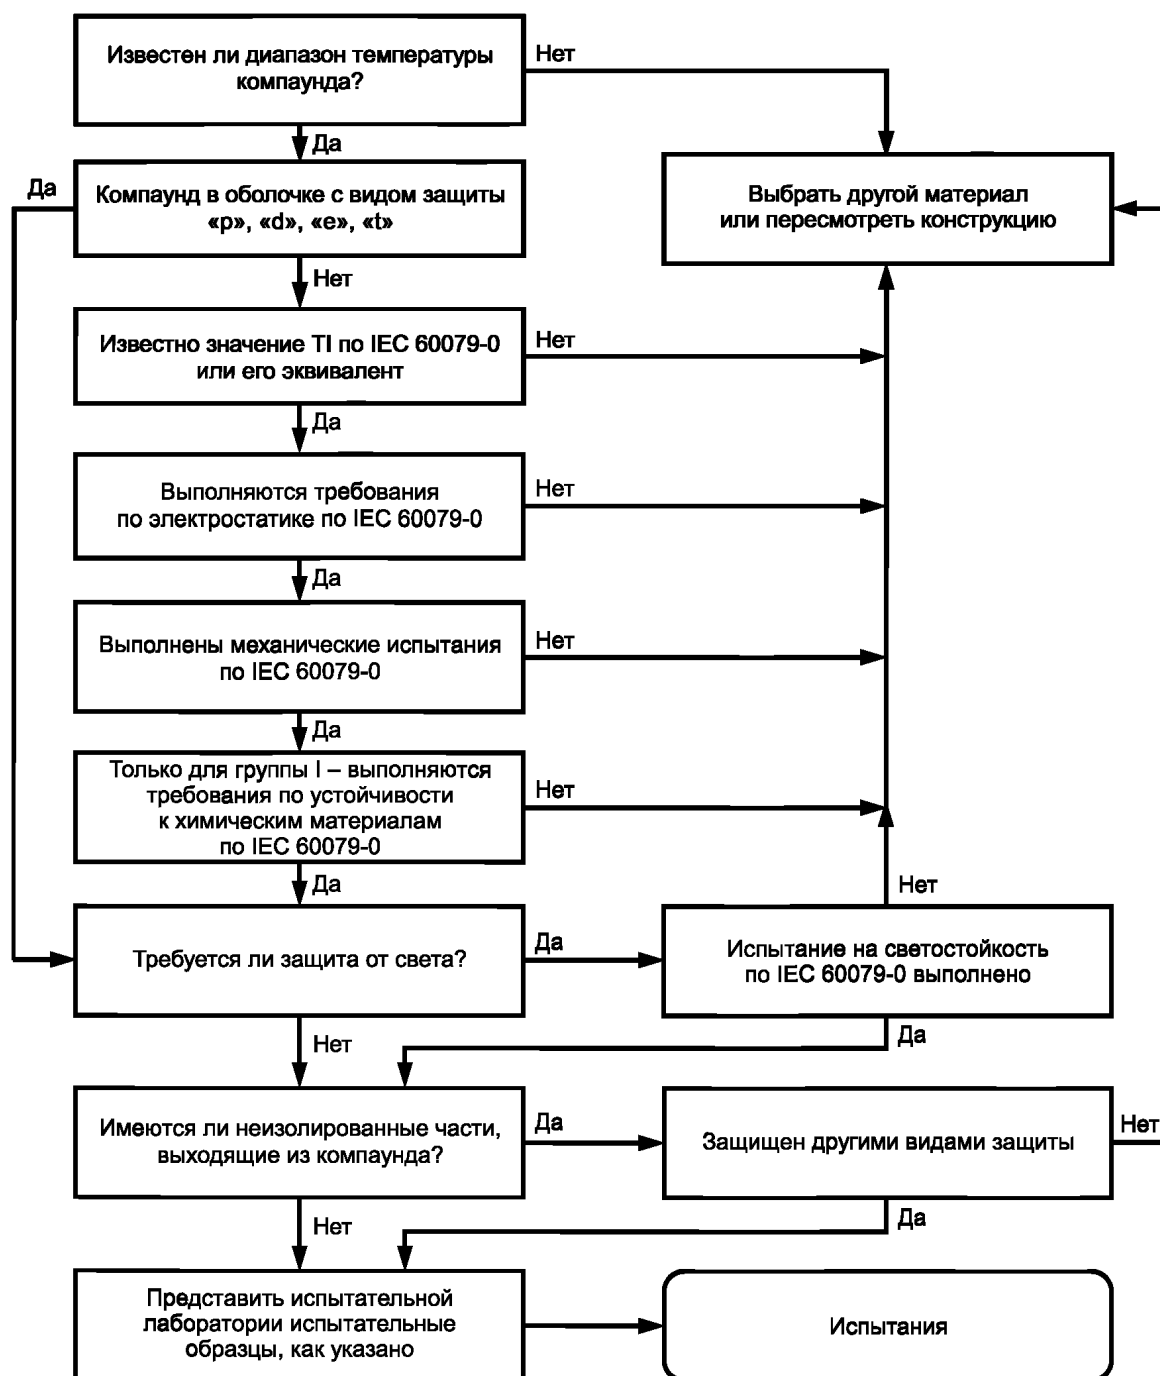 Известен ли диапазон температуры
компаунда?
Нет
Да
Да
Компаунд в оболочке с видом защиты
«p», «d», «e», «t»
Выбрать другой материал
или пересмотреть конструкцию
Нет
Известно значение TI по IEC 60079-0
или его эквивалент
Нет
Да
Выполняются требования
по электростатике по IEC 60079-0
Нет
Да
Выполнены механические испытания
по IEC 60079-0
Нет
Да
Только для группы I – выполняются
требования по устойчивости
к химическим материалам
по IEC 60079-0
Нет
Да
Нет
Требуется ли защита от света?
Да
Испытание на светостойкость
по IEC 60079-0 выполнено
Нет
Да
Имеются ли неизолированные части,
выходящие из компаунда?
Да
Защищен другими видами защиты
Нет
Нет
Да
Представить испытательной
лаборатории испытательные
образцы, как указано
Испытания